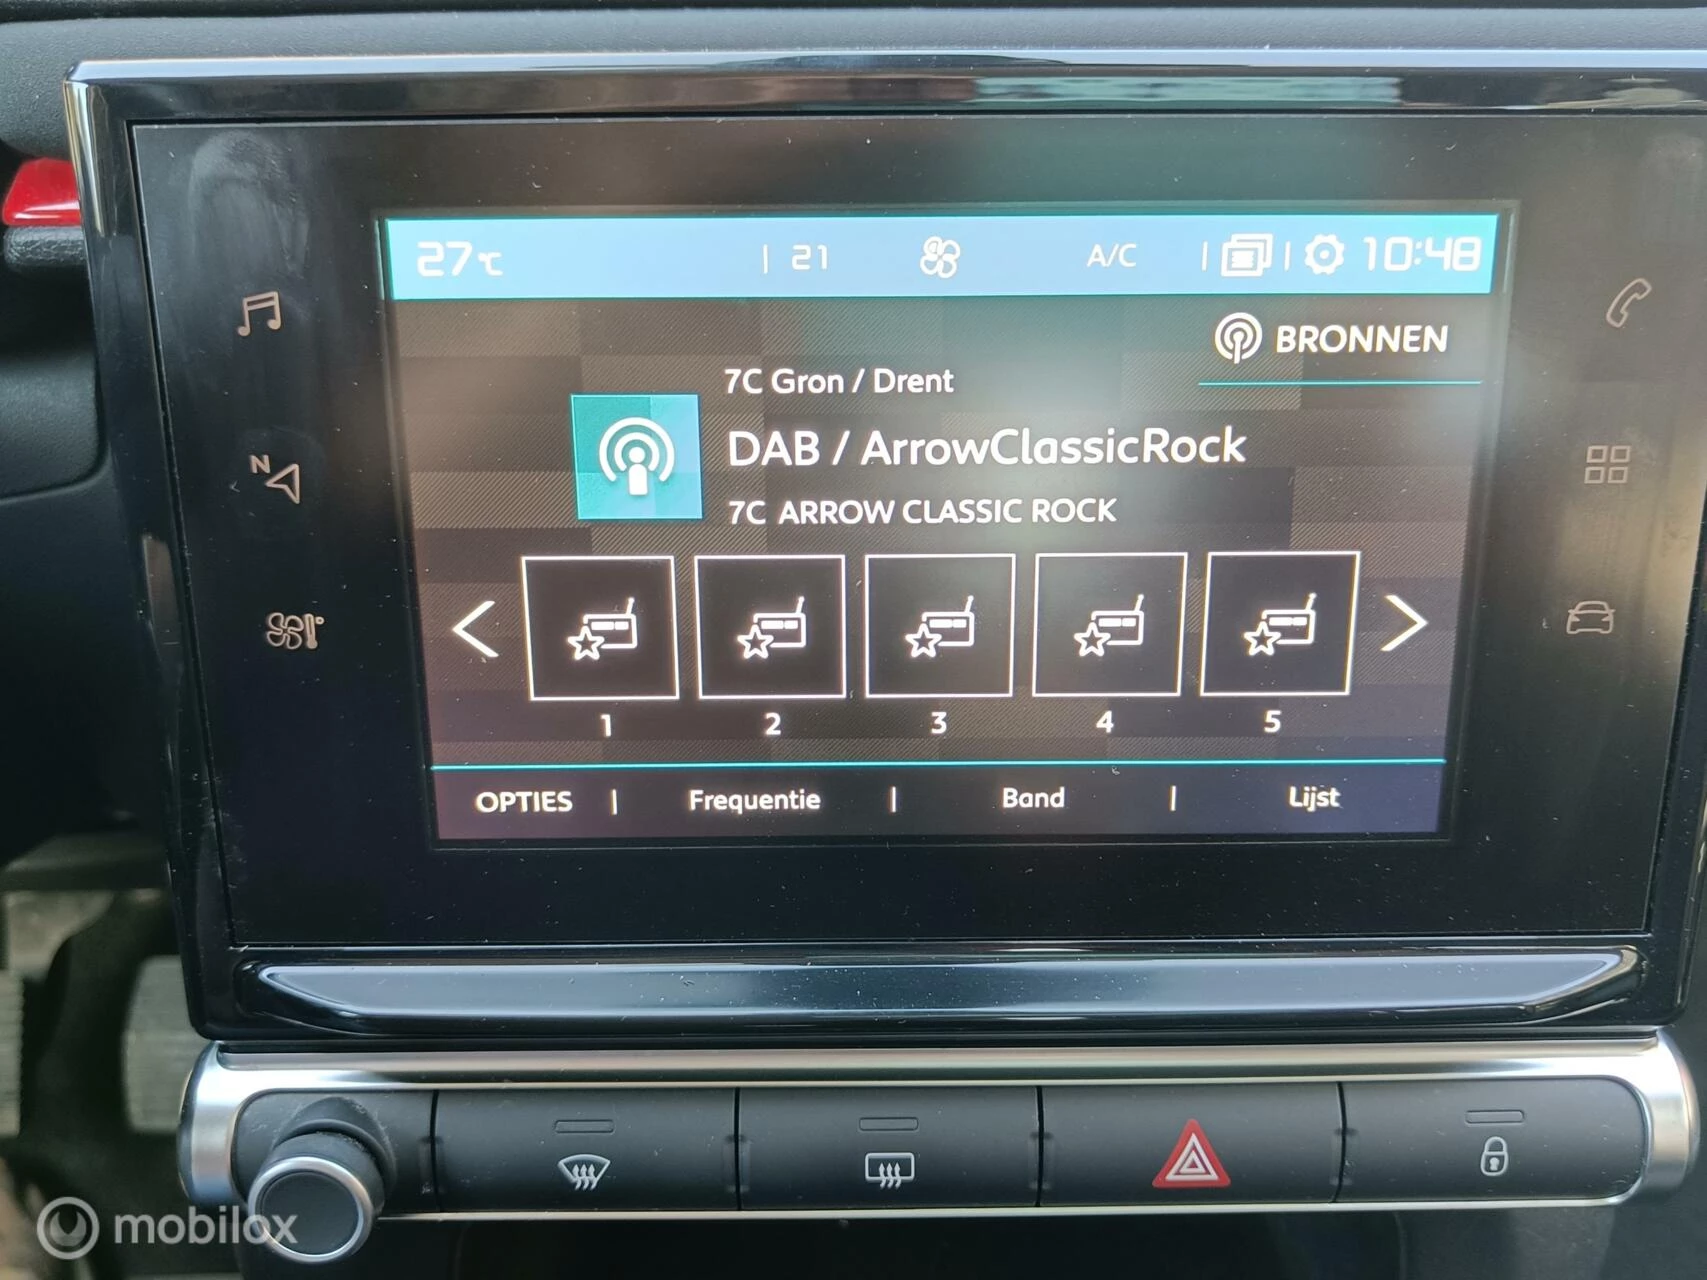 27°C | 21 A/C | | 10:48
BRONNEN
7C Gron / Drent
DAB / ArrowClassicRock
7C ARROW CLASSIC ROCK
N
1 2 3 4 5
OPTIES | Frequentie | Band | Lijst
mobilox